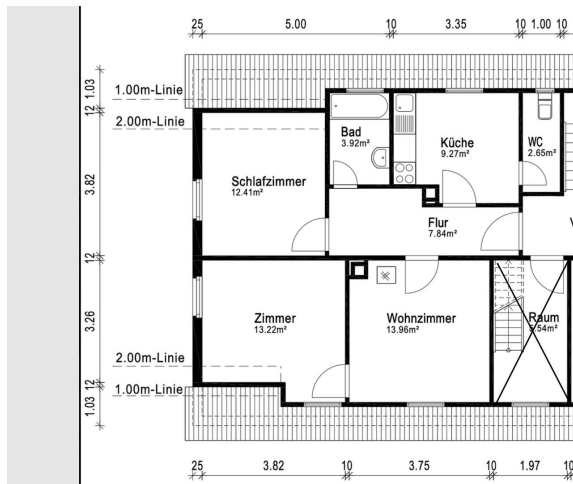 25 5.00 10 3.35 10 1.00 10
1.03
1.00m-Linie
12
2.00m-Linie
Bad
3.92m²
Küche
9.27m²
WC
2.65m²
3.82
Schlafzimmer
12.41m²
Flur
7.84m²
V
12
3.26
Zimmer
13.22m²
Wohnzimmer
13.96m²
Raum
5.54m²
2.00m-Linie
12
1.00m-Linie
1.03
25 3.82 10 3.75 10 1.97 10